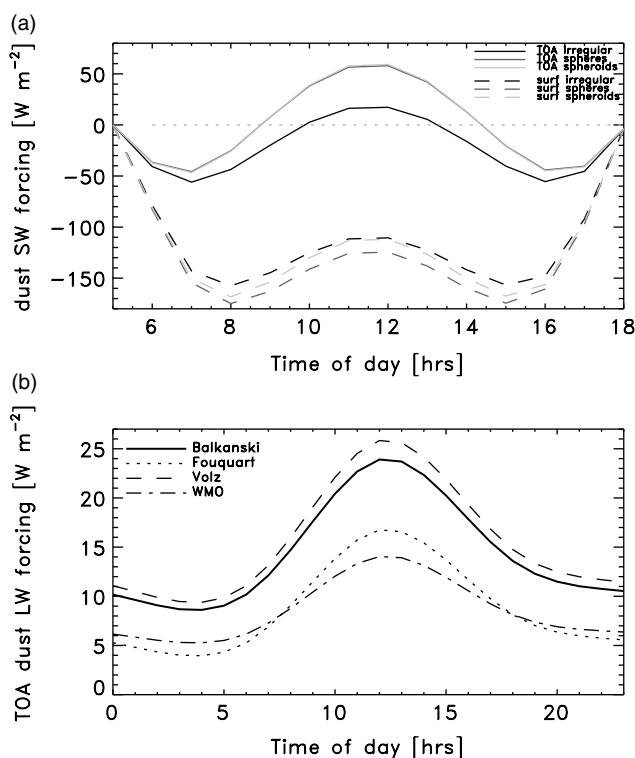 (a)
dust SW forcing [W m−2]
50
0
−50
−100
−150
TOA irregular
TOA spheres
TOA spheroids
surf irregular
surf spheres
surf spheroids
6 8 10 12 14 16 18
Time of day [hrs]
(b)
TOA dust LW forcing [W m−2]
25
20
15
10
5
0
Balkanski
Fouquart
Volz
WMO
0 5 10 15 20
Time of day [hrs]